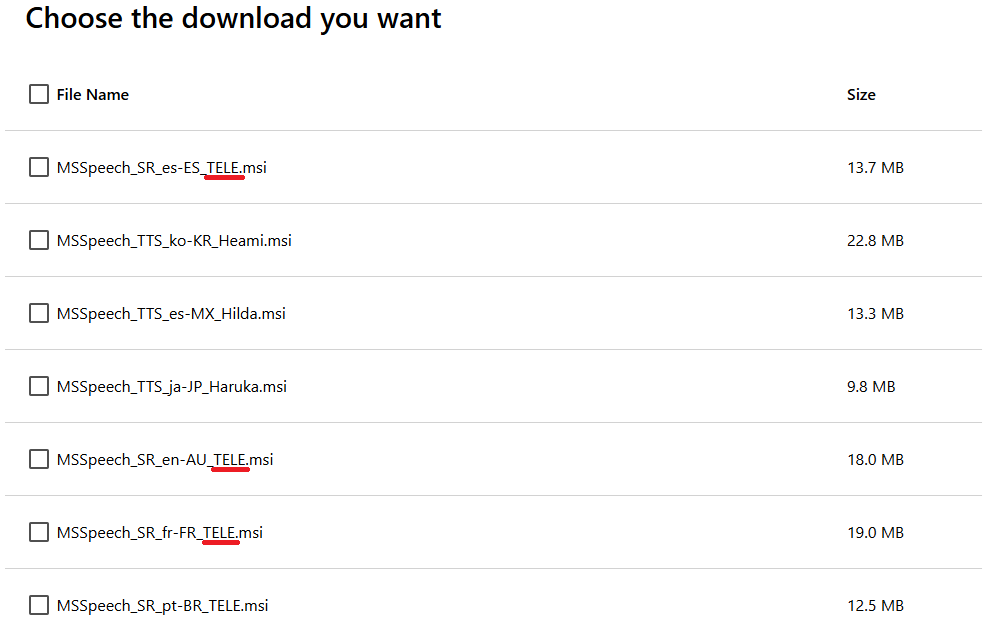 Choose the download you want
File Name Size
MSSpeech_SR_es-ES_TELE.msi 13.7 MB
MSSpeech_TTS_ko-KR_Heami.msi 22.8 MB
MSSpeech_TTS_es-MX_Hilda.msi 13.3 MB
MSSpeech_TTS_ja-JP_Haruka.msi 9.8 MB
MSSpeech_SR_en-AU_TELE.msi 18.0 MB
MSSpeech_SR_fr-FR_TELE.msi 19.0 MB
MSSpeech_SR_pt-BR_TELE.msi 12.5 MB